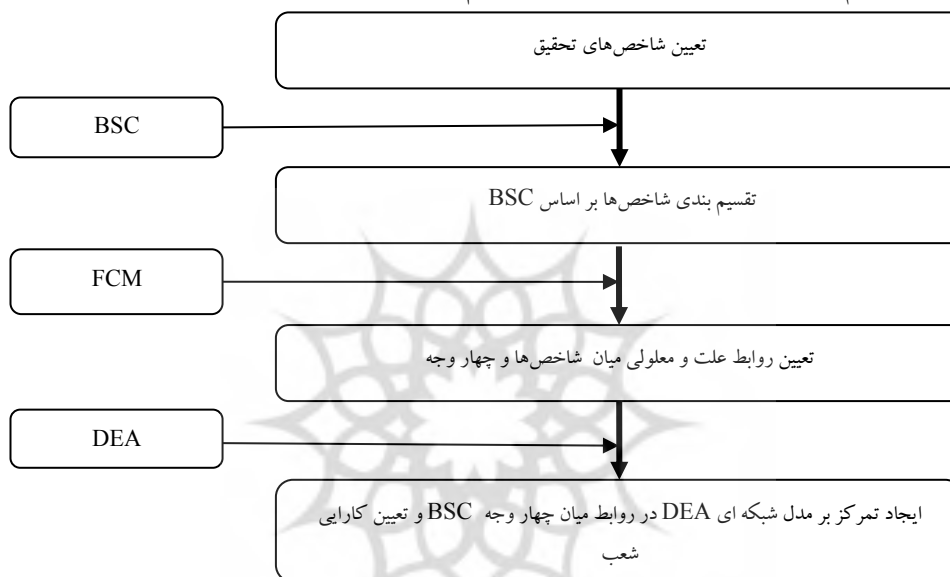 تعیین شاخص‌های تحقیق
BSC
تقسیم بندی شاخص‌ها بر اساس BSC
FCM
تعیین روابط علت و معلولی میان شاخص‌ها و چهار وجه
DEA
ایجاد تمرکز بر مدل شبکه ای DEA در روابط میان چهار وجه BSC و تعیین کارایی
شعب